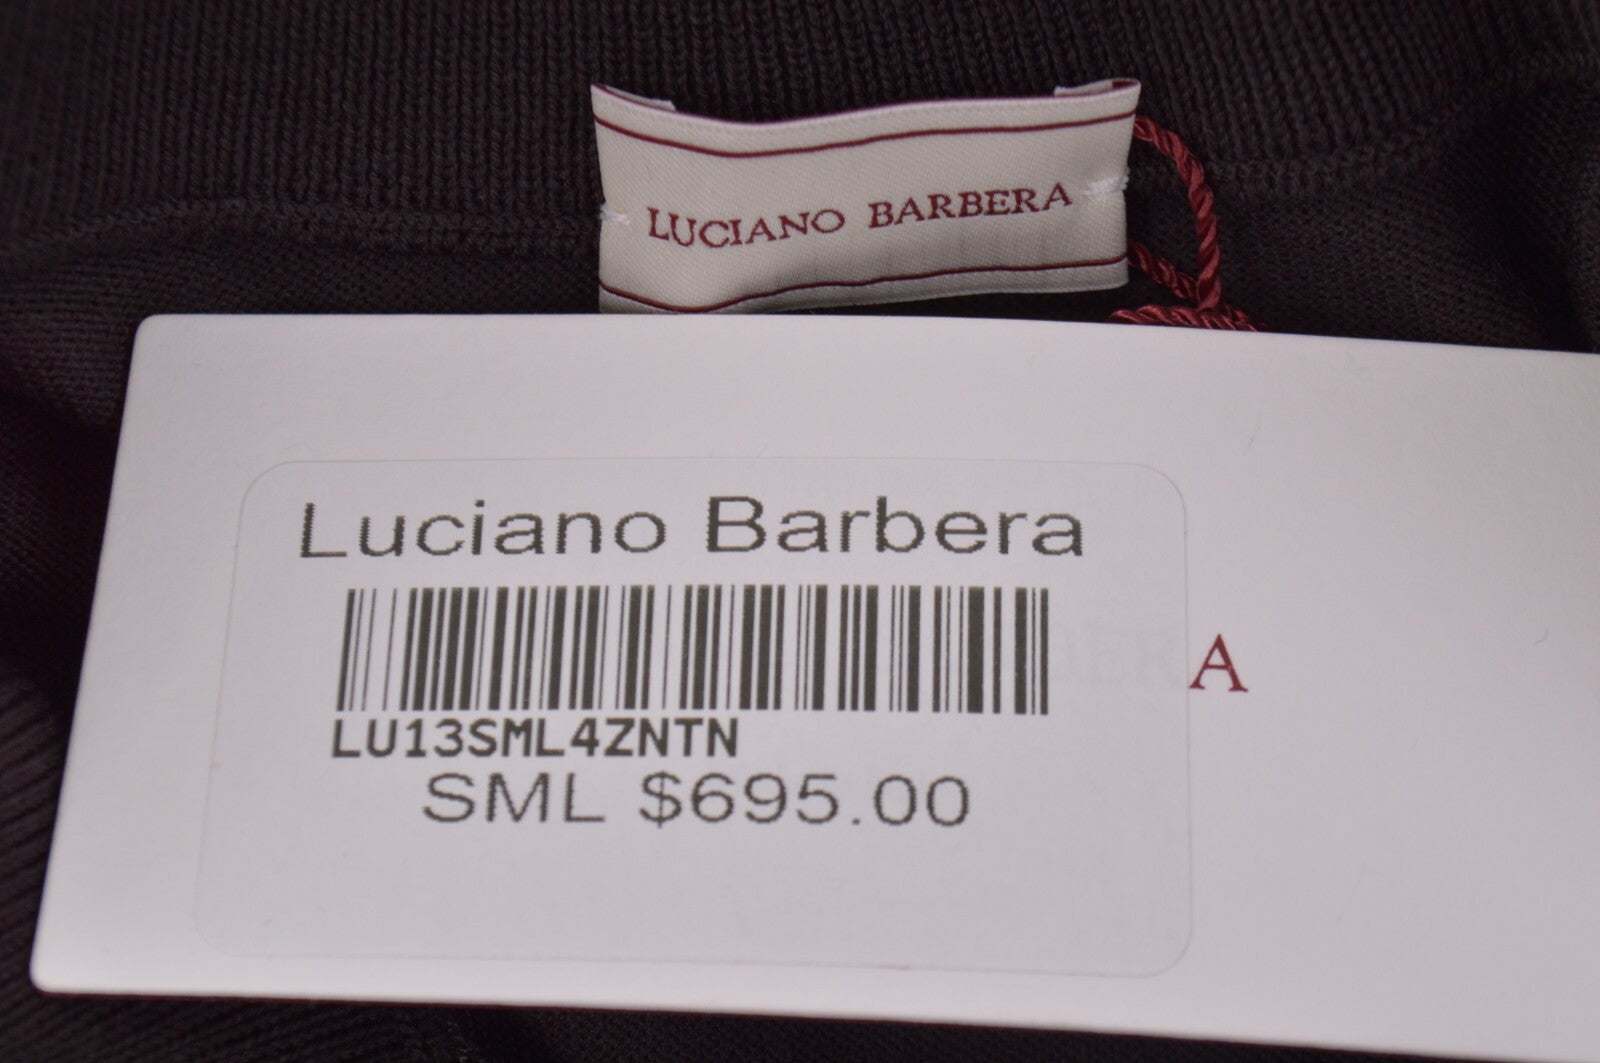 LUCIANO BARBERA
Luciano Barbera
A
LU13SML4ZNTN
SML $695.00